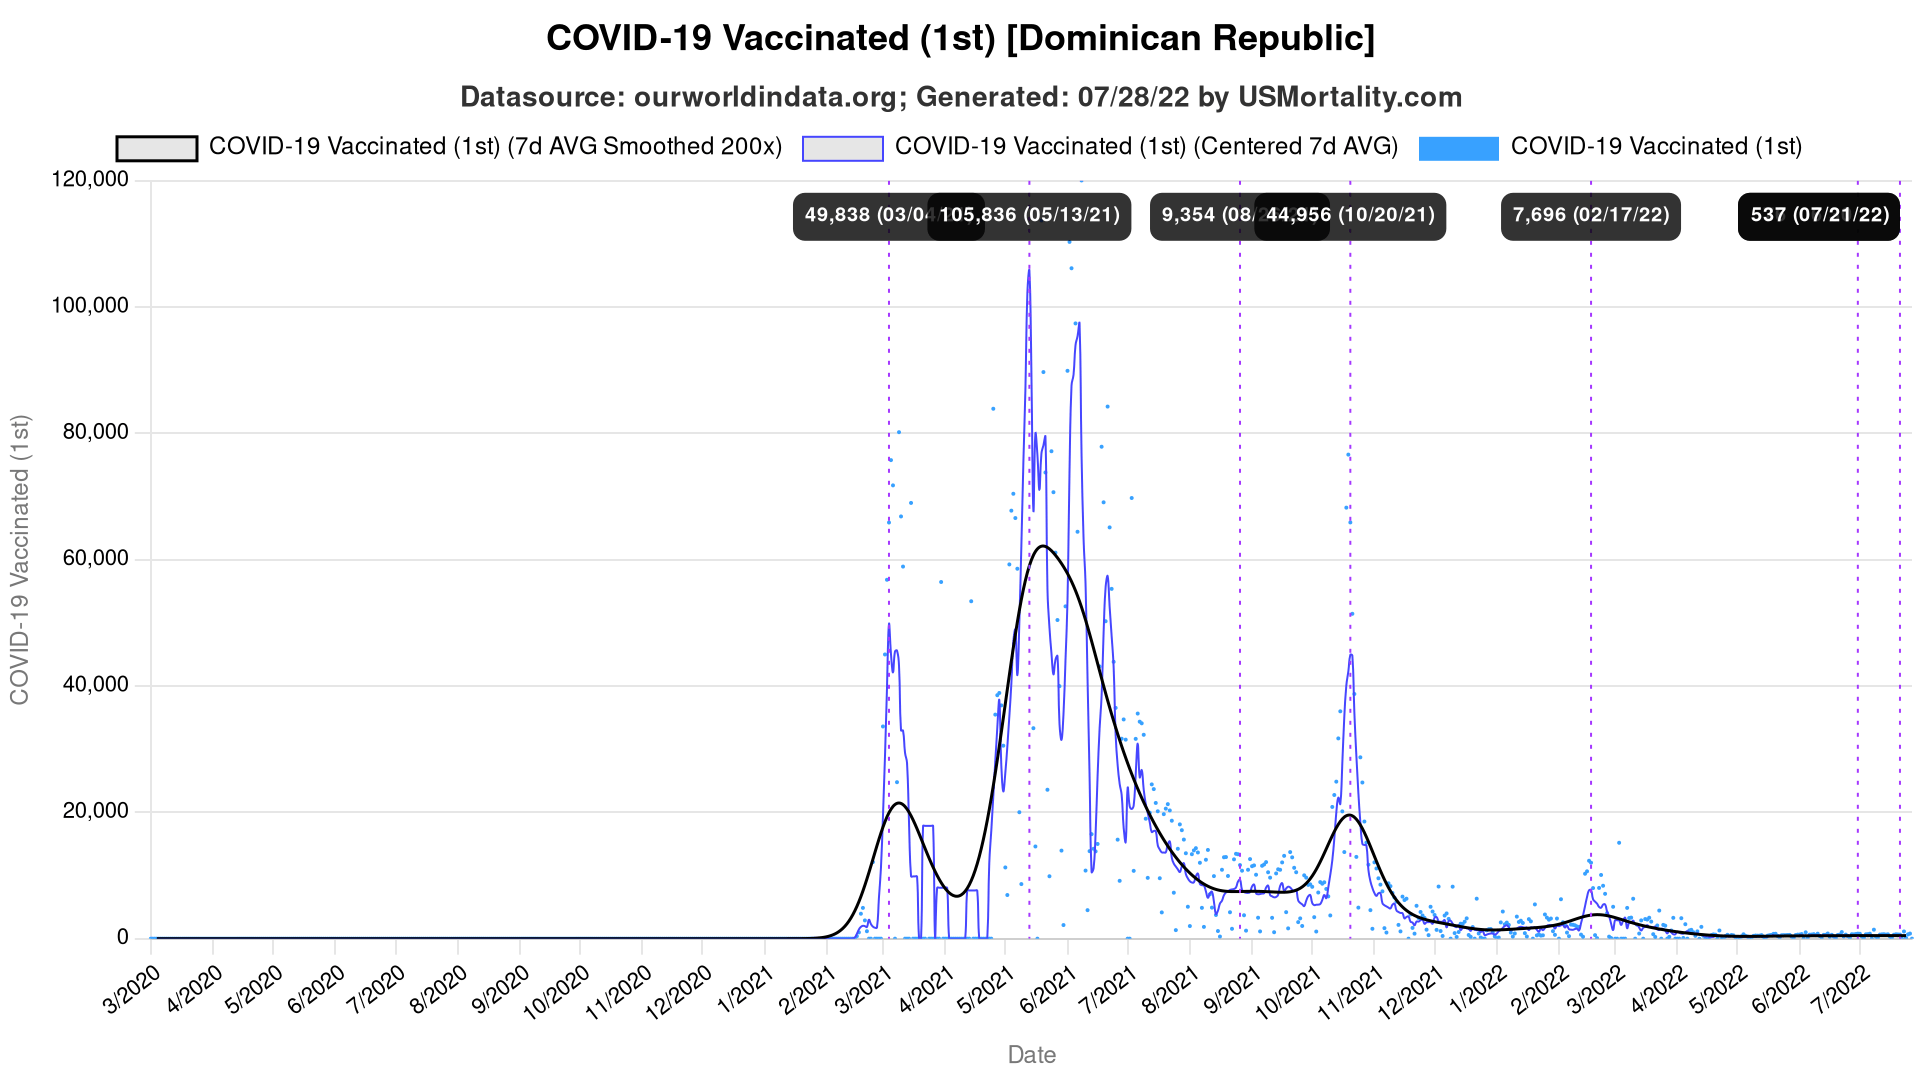 COVID-19 Vaccinated (1st) [Dominican Republic]
Datasource: ourworldindata.org; Generated: 07/28/22 by USMortality.com
COVID-19 Vaccinated (1st) (7d AVG Smoothed 200x) COVID-19 Vaccinated (1st) (Centered 7d AVG) COVID-19 Vaccinated (1st)
49,838 (03/04 105,836 (05/13/21) 9,354 (08/ 44,956 (10/20/21) 7,696 (02/17/22) 537 (07/21/22)
COVID-19 Vaccinated (1st)
120,000
100,000
80,000
60,000
40,000
20,000
0
3/2020 4/2020 5/2020 6/2020 7/2020 8/2020 9/2020 10/2020 11/2020 12/2020 1/2021 2/2021 3/2021 4/2021 5/2021 6/2021 7/2021 8/2021 9/2021 10/2021 11/2021 12/2021 1/2022 2/2022 3/2022 4/2022 5/2022 6/2022 7/2022
Date